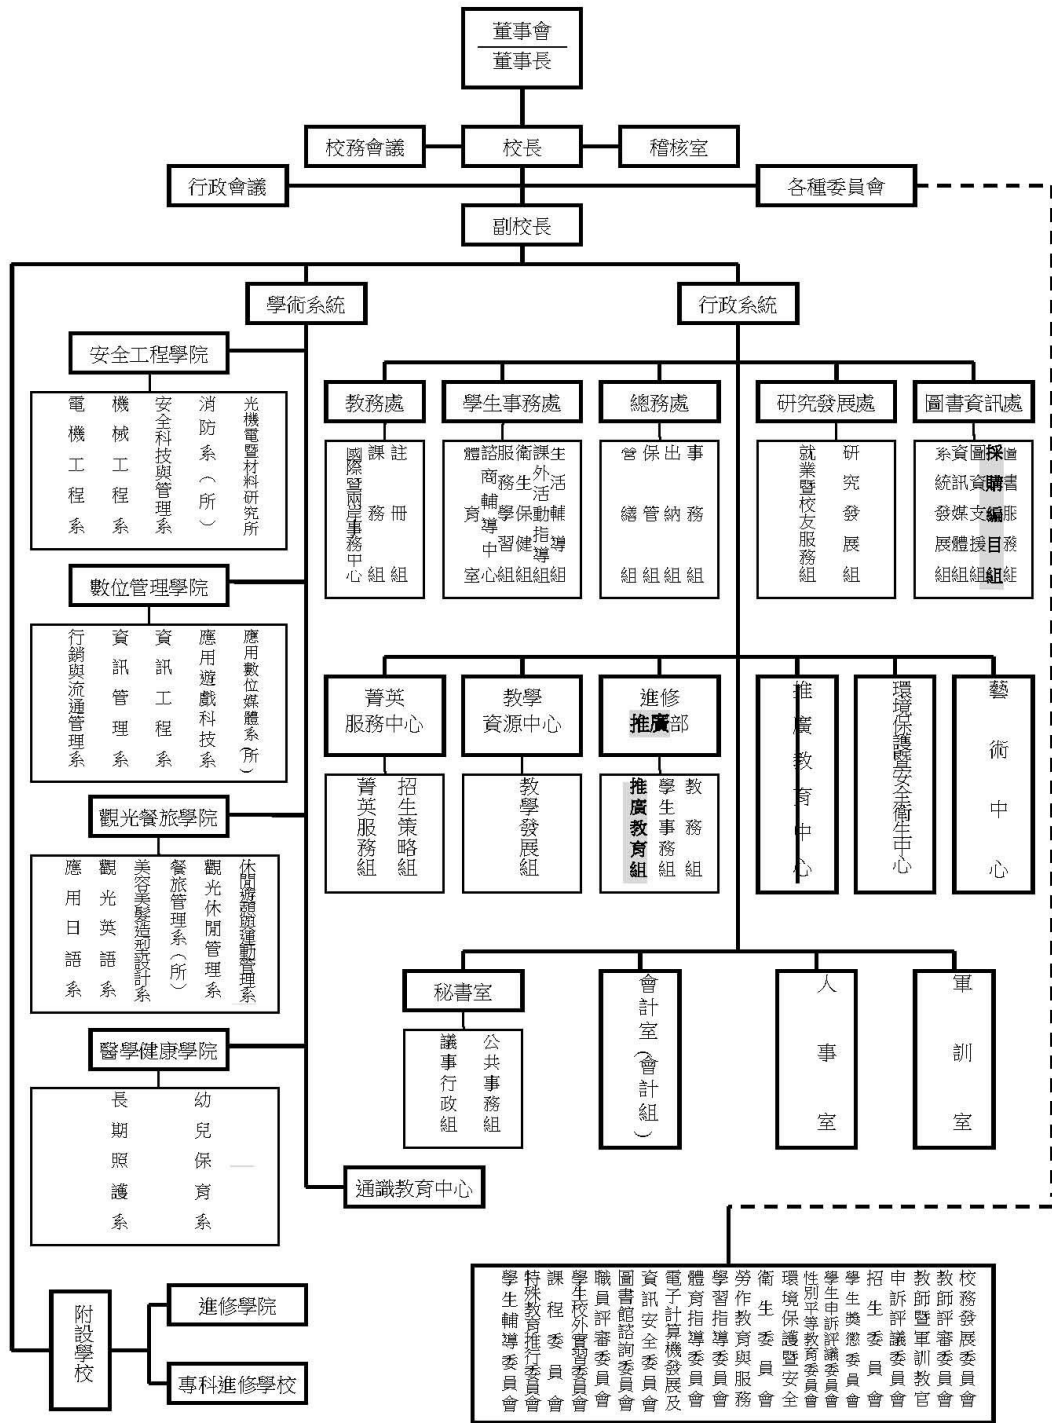 董事會
董事長
校務會議
校長
稽核室
行政會議
各種委員會
副校長
學術系統
行政系統
安全工程學院
電機工程系
機械工程系
安全科技與管理系
消防系（所）
光機電暨材料研究所
數位管理學院
行銷與流通管理系
資訊管理系
資訊工程系
應用遊戲科技系
應用數位媒體系（所）
觀光餐旅學院
應用日語系
觀光英語系
美容美髮造型設計系
餐旅管理系（所）
觀光休閒管理系
休閒遊憩與運動管理系
醫學健康學院
長期照護系
幼兒保育系
通識教育中心
教務處
國際暨兩岸事務中心
課務組
註冊組
學生事務處
體育室
諮商輔導中心
服務學習組
衛生保健組
課外活動指導組
生活輔導組
總務處
營繕組
保管組
出納組
事務組
研究發展處
就業暨校友服務組
研究發展組
圖書資訊處
系統發展組
資訊媒體組
圖資支援組
採購編目組
圖書服務組
菁英
服務中心
菁英服務組
招生策略組
教學
資源中心
教學發展組
進修
推廣部
推廣教育組
學生事務組
教務組
推廣教育中心
環境保護暨安全衛生中心
藝術中心
秘書室
議事行政組
公共事務組
會計室（會計組）
人事室
軍訓室
附設學校
進修學院
專科進修學校
學生輔導委員會
特殊教育推行委員會
課程委員會
學生校外實習委員會
職員評審委員會
圖書館諮詢委員會
資訊安全委員會
電子計算機發展及
體育指導委員會
學習指導委員會
勞作教育與服務
衛生委員會
環境保護暨安全
性別平等教育委員會
學生申訴評議委員會
學生獎懲委員會
招生委員會
申訴評議委員會
教師暨軍訓教官
教師評審委員會
校務發展委員會